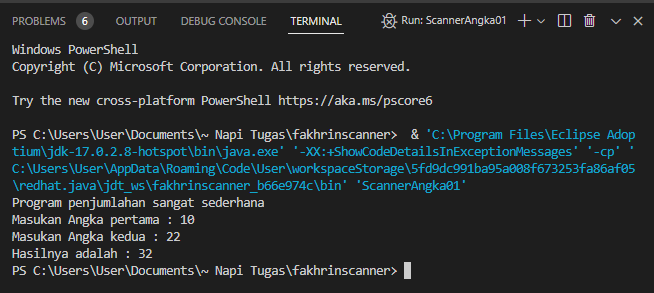 PROBLEMS 6 OUTPUT DEBUG CONSOLE TERMINAL Run: ScannerAngka01
Windows PowerShell
Copyright (C) Microsoft Corporation. All rights reserved.
Try the new cross-platform PowerShell https://aka.ms/pscore6
PS C:\Users\User\Documents\~ Napi Tugas\fakhrinscanner>  & 'C:\Program Files\Eclipse Adop
tium\jdk-17.0.2.8-hotspot\bin\java.exe' '-XX:+ShowCodeDetailsInExceptionMessages' '-cp' '
C:\Users\User\AppData\Roaming\Code\User\workspaceStorage\5fd9dc991ba95a008f673253fa86af05
\redhat.java\jdt_ws\fakhrinscanner_b66e974c\bin' 'ScannerAngka01'
Program penjumlahan sangat sederhana
Masukan Angka pertama : 10
Masukan Angka kedua : 22
Hasilnya adalah : 32
PS C:\Users\User\Documents\~ Napi Tugas\fakhrinscanner>